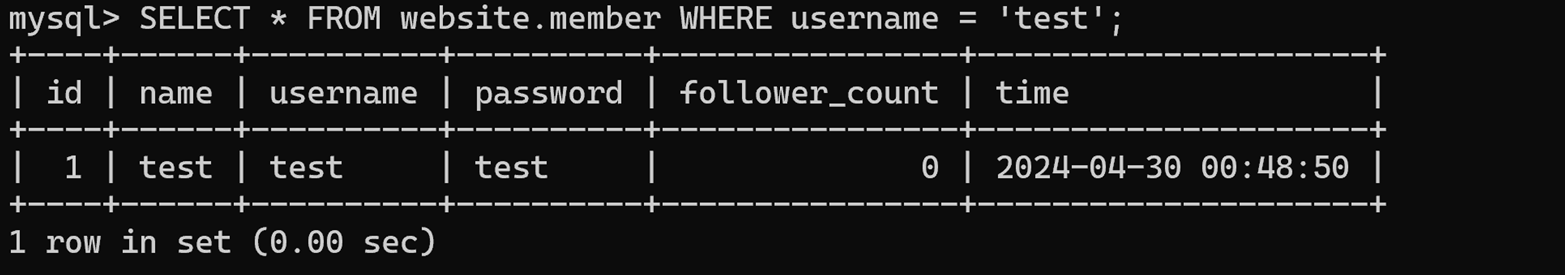 mysql> SELECT * FROM website.member WHERE username = 'test';
+----+------+----------+----------+----------------+---------------------+
| id | name | username | password | follower_count | time                |
+----+------+----------+----------+----------------+---------------------+
|  1 | test | test     | test     |              0 | 2024-04-30 00:48:50 |
+----+------+----------+----------+----------------+---------------------+
1 row in set (0.00 sec)